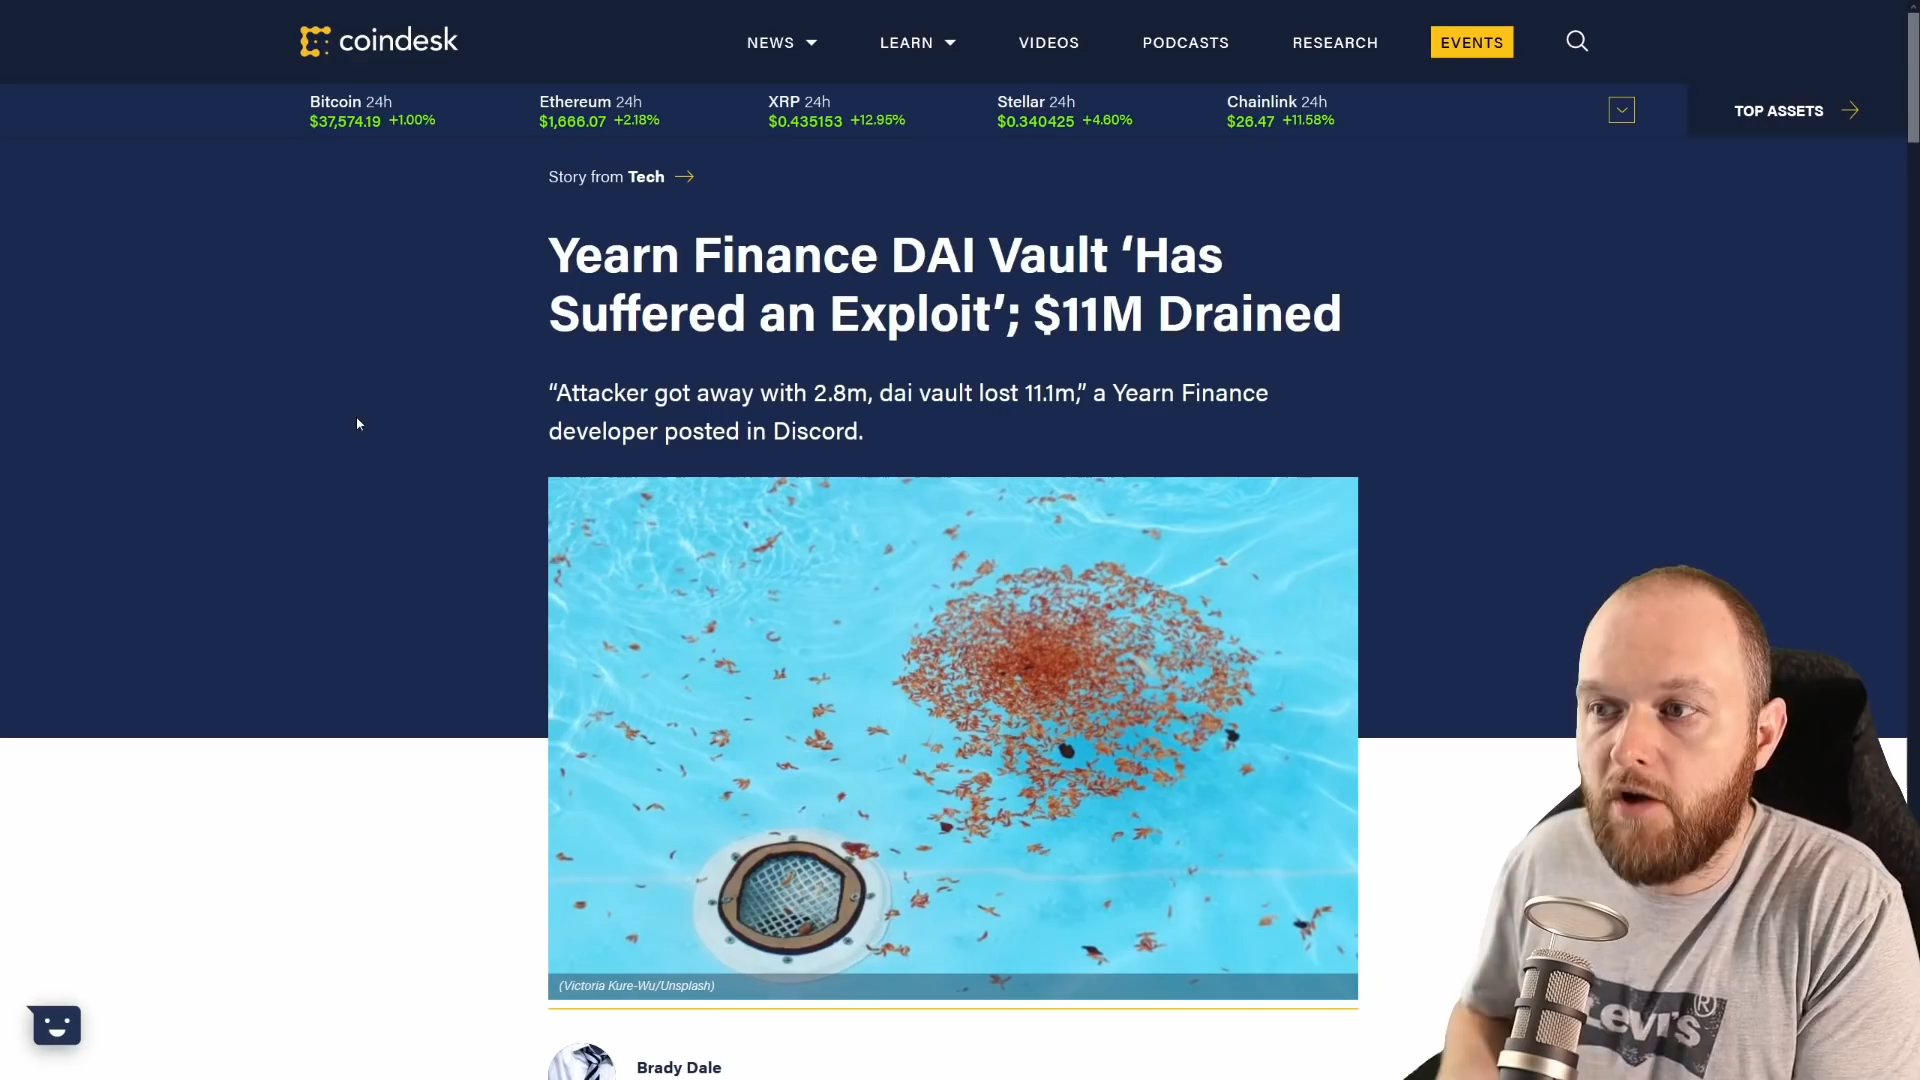 coindesk
NEWS
LEARN
VIDEOS
PODCASTS
RESEARCH
EVENTS
Bitcoin 24h
$37,574.19 +1.00%
Ethereum 24h
$1,666.07 +2.18%
XRP 24h
$0.435153 +12.95%
Stellar 24h
$0.340425 +4.60%
Chainlink 24h
$26.47 +11.58%
TOP ASSETS
Story from Tech
Yearn Finance DAI Vault ‘Has
Suffered an Exploit’; $11M Drained
“Attacker got away with 2.8m, dai vault lost 11.1m,” a Yearn Finance
developer posted in Discord.
(Victoria Kure-Wu/Unsplash)
Brady Dale
Levi's ®